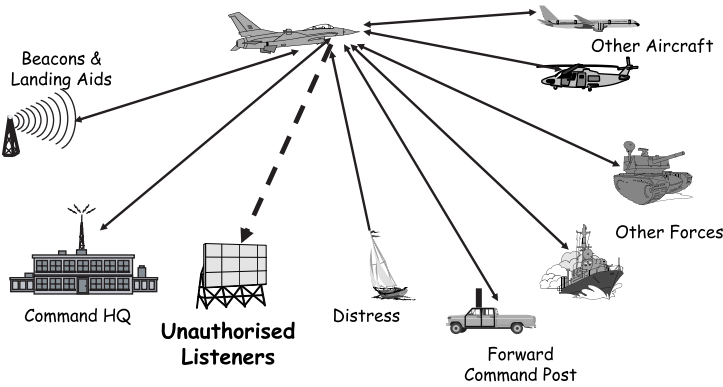 Other Aircraft
Beacons &
Landing Aids
Other Forces
Command HQ
Unauthorised
Listeners
Distress
Forward
Command Post